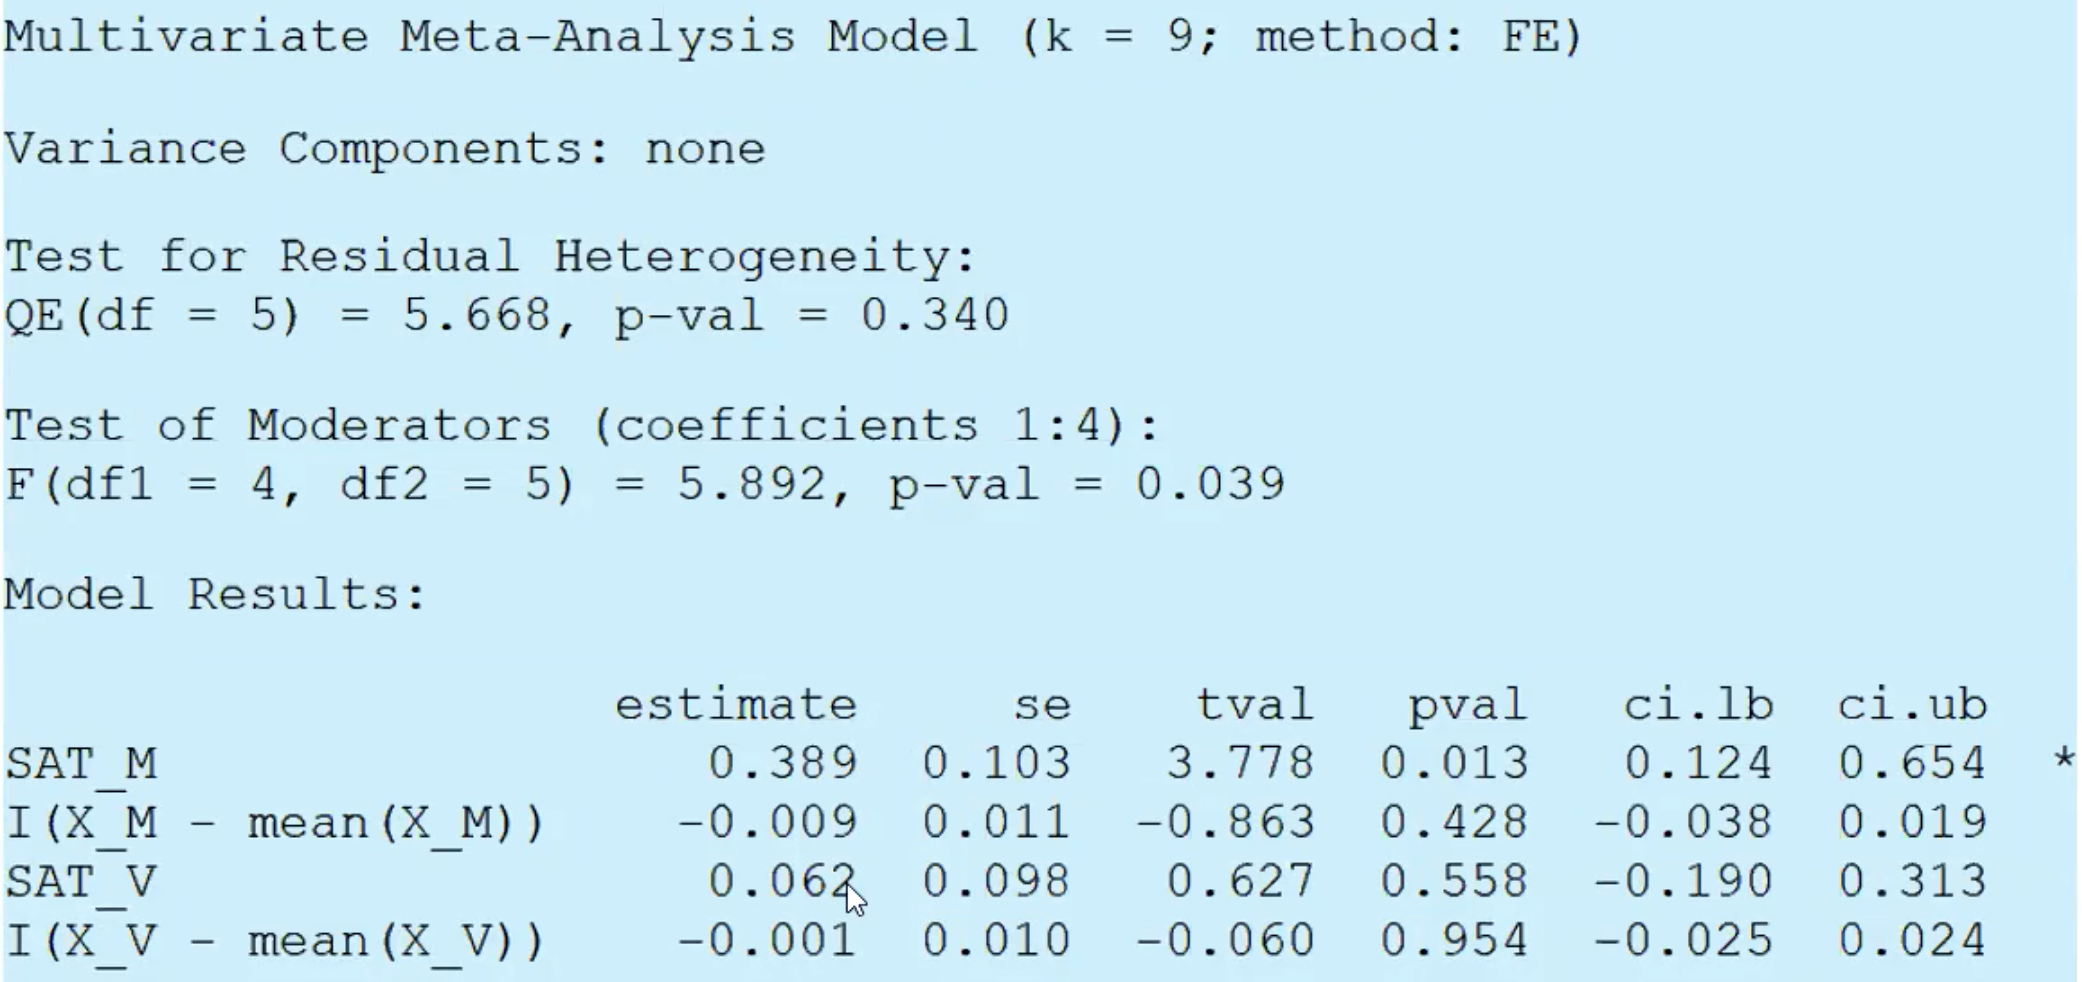 Multivariate Meta-Analysis Model (k = 9; method: FE)
Variance Components: none
Test for Residual Heterogeneity:
QE(df = 5) = 5.668, p-val = 0.340
Test of Moderators (coefficients 1:4):
F(df1 = 4, df2 = 5) = 5.892, p-val = 0.039
Model Results:
estimate se tval pval ci.lb ci.ub
SAT_M 0.389 0.103 3.778 0.013 0.124 0.654 *
I(X_M - mean(X_M)) -0.009 0.011 -0.863 0.428 -0.038 0.019
SAT_V 0.062 0.098 0.627 0.558 -0.190 0.313
I(X_V - mean(X_V)) -0.001 0.010 -0.060 0.954 -0.025 0.024